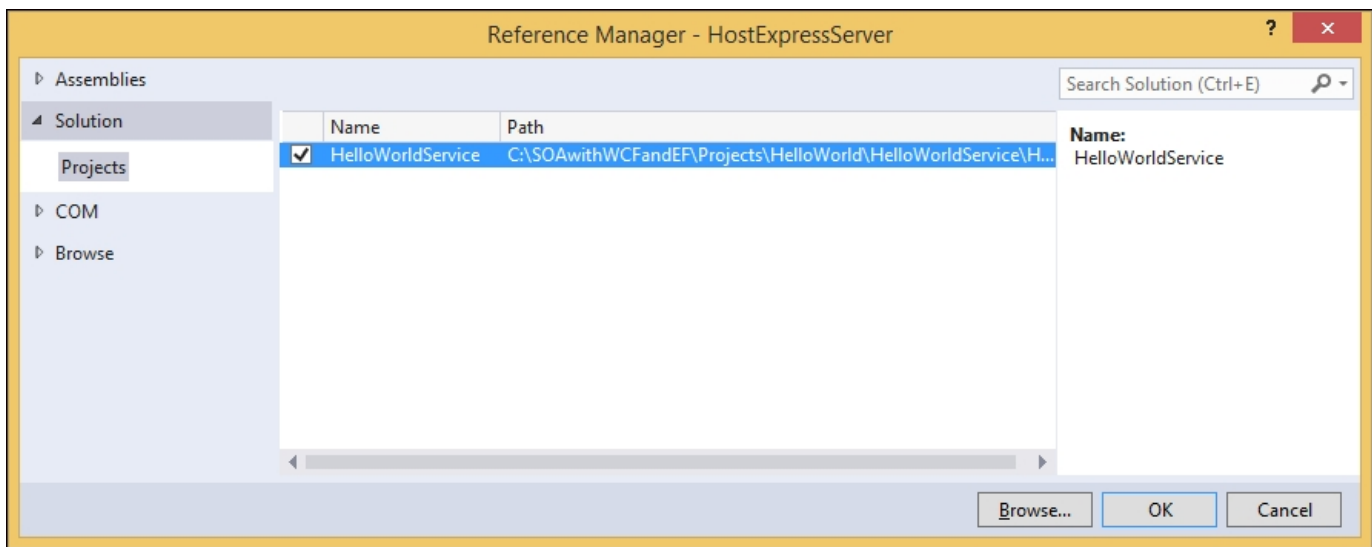 Reference Manager - HostExpressServer
?
Assemblies
Search Solution (Ctrl+E)
Solution
Name Path
Name:
HelloWorldService C:\SOAwithWCFandEF\Projects\HelloWorld\HelloWorldService\H...
HelloWorldService
Projects
COM
Browse
Browse... OK Cancel